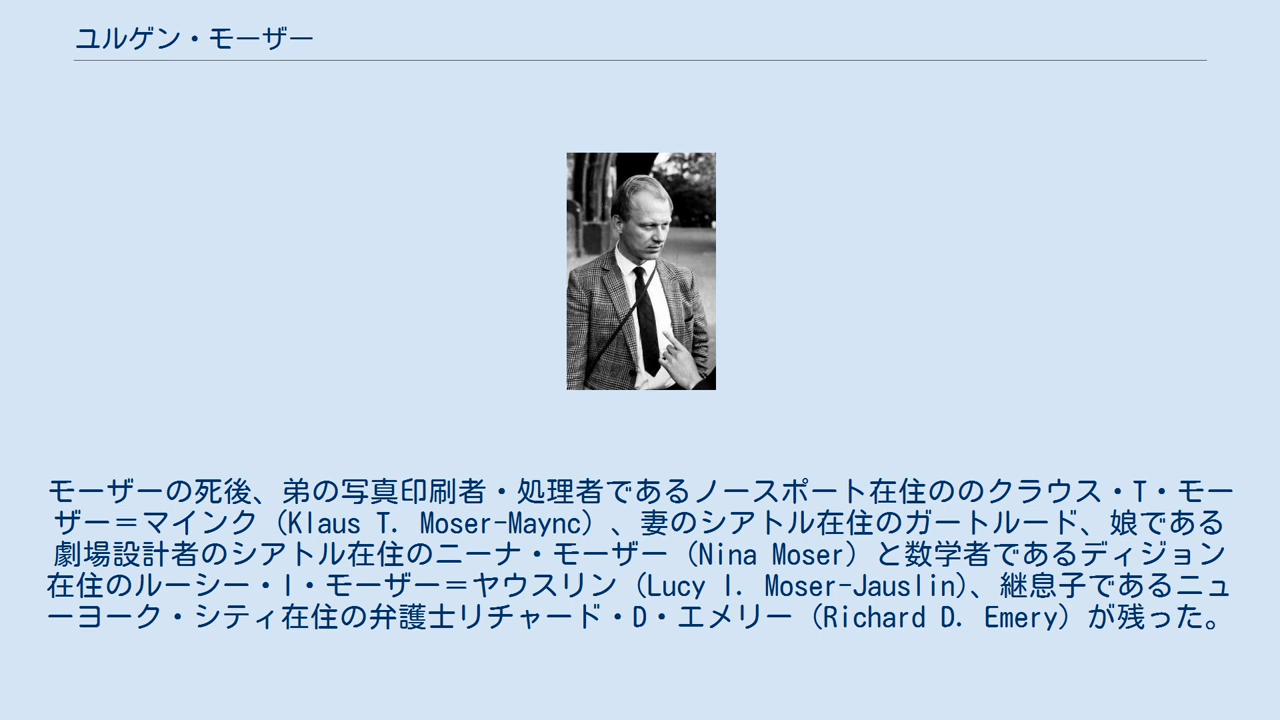 ユルゲン・モーザー
モーザーの死後、弟の写真印刷者・処理者であるノースポート在住ののクラウス・T・モー
ザー＝マインク（Klaus T. Moser-Maync）、妻のシアトル在住のガートルード、娘である
劇場設計者のシアトル在住のニーナ・モーザー（Nina Moser）と数学者であるディジョン
在住のルーシー・I・モーザー＝ヤウスリン（Lucy I. Moser-Jauslin)、継息子であるニュ
ーヨーク・シティ在住の弁護士リチャード・D・エメリー（Richard D. Emery）が残った。